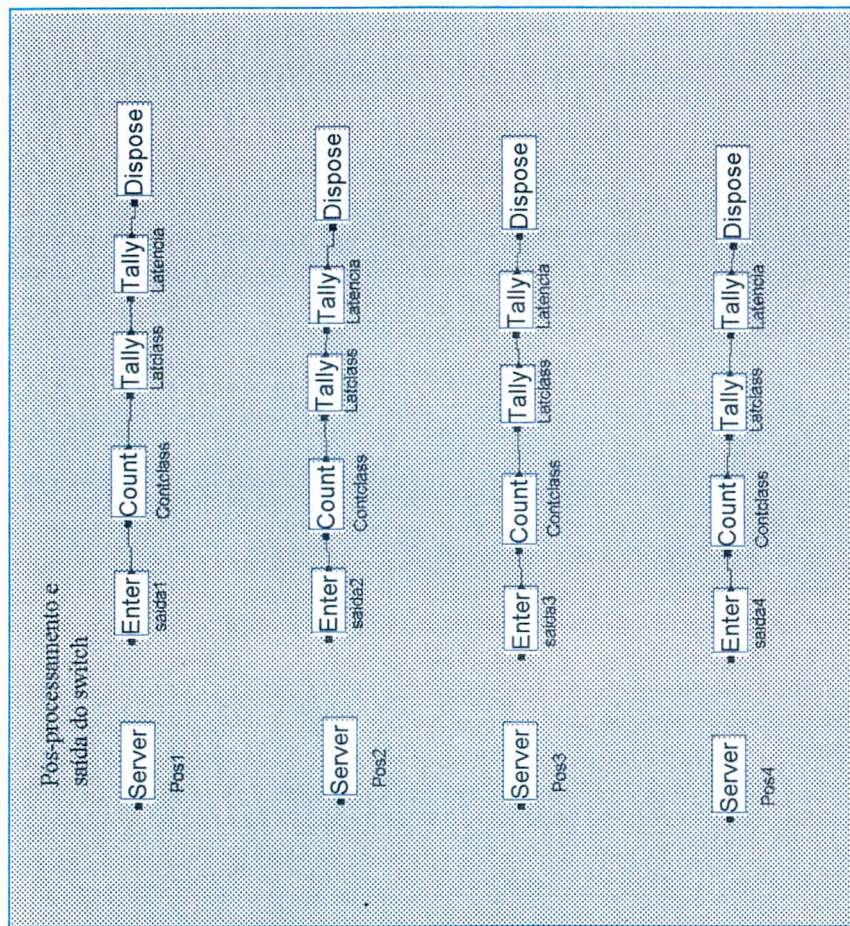 Pos-processamento e
saída do switch
Server
Pos1
Enter
saida1
Count
Contclass
Tally
Latclass
Tally
Latencia
Dispose
Server
Pos2
Enter
saida2
Count
Contclass
Tally
Latclass
Tally
Latencia
Dispose
Server
Pos3
Enter
saida3
Count
Contclass
Tally
Latclass
Tally
Latencia
Dispose
Server
Pos4
Enter
saida4
Count
Contclass
Tally
Latclass
Tally
Latencia
Dispose